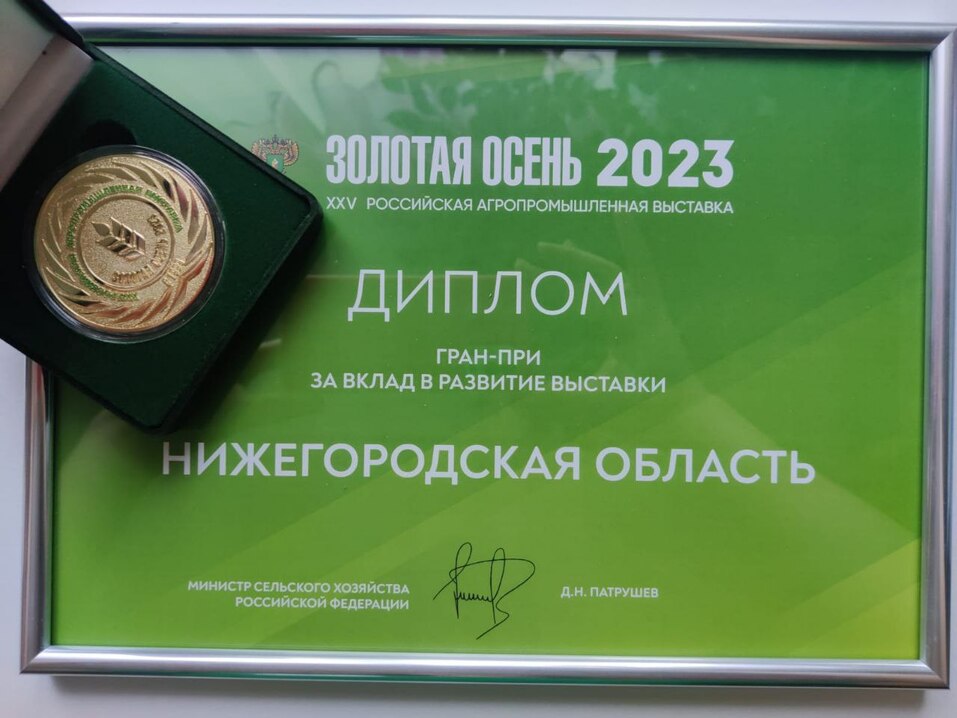 ЗОЛОТАЯ ОСЕНЬ 2023
XXV РОССИЙСКАЯ АГРОПРОМЫШЛЕННАЯ ВЫСТАВКА
ДИПЛОМ
ГРАН-ПРИ
ЗА ВКЛАД В РАЗВИТИЕ ВЫСТАВКИ
НИЖЕГОРОДСКАЯ ОБЛАСТЬ
МИНИСТР СЕЛЬСКОГО ХОЗЯЙСТВА
РОССИЙСКОЙ ФЕДЕРАЦИИ
Д.Н. ПАТРУШЕВ